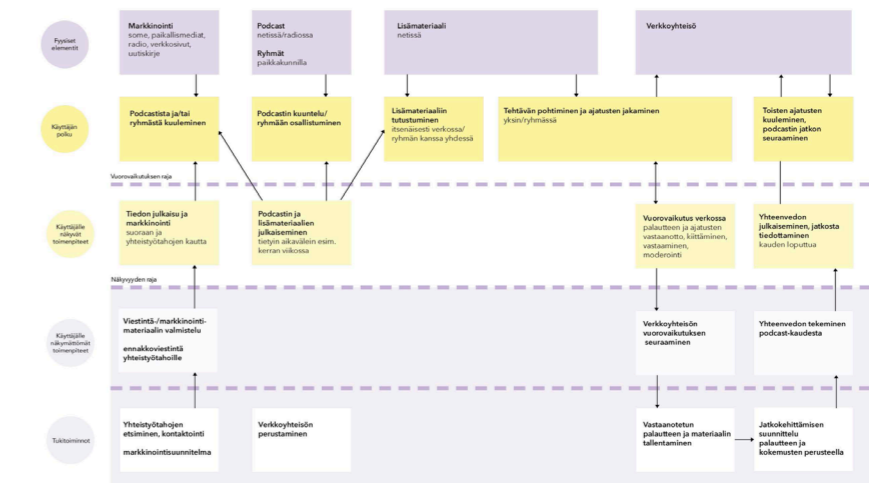 Fyysiset
elementit
Markkinointi
some, paikallismediat,
radio, verkkosivut,
uutiskirje
Podcast
netissä/radiossa
Ryhmät
paikkakunnilla
Lisämateriaali
netissä
Verkkoyhteisö
Käyttäjän
polku
Podcastista ja/tai
ryhmästä kuuleminen
Podcastin kuuntelu/
ryhmään osallistuminen
Lisämateriaaliin
tutustuminen
itsenäisesti verkossa/
ryhmän kanssa yhdessä
Tehtävän pohtiminen ja ajatusten jakaminen
yksin/ryhmässä
Toisten ajatusten
kuuleminen,
podcastin jatkon
seuraaminen
Vuorovaikutuksen raja
Käyttäjälle
näkyvät
toimenpiteet
Tiedon julkaisu ja
markkinointi
suoraan ja
yhteistyötahojen kautta
Podcastin ja
lisämateriaalien
julkaiseminen
tietyin aikavälein esim.
kerran viikossa
Vuorovaikutus verkossa
palautteen ja ajatusten
vastaanotto, kiittäminen,
vastaaminen,
moderointi
Yhteenvedon
julkaiseminen, jatkosta
tiedottaminen
kauden loputtua
Näkyvyyden raja
Käyttäjälle
näkymättömät
toimenpiteet
Viestintä-/markkinointi-
materiaalin valmistelu
ennakkoviestintä
yhteistyötahoille
Verkkoyhteisön
vuorovaikutuksen
seuraaminen
Yhteenvedon tekeminen
podcast-kaudesta
Tukitoiminnot
Yhteistyötahojen
etsiminen, kontaktointi
markkinointisuunnitelma
Verkkoyhteisön
perustaminen
Vastaanotetun
palautteen ja materiaalin
tallentaminen
Jatkokehittämisen
suunnittelu
palautteen ja
kokemusten perusteella